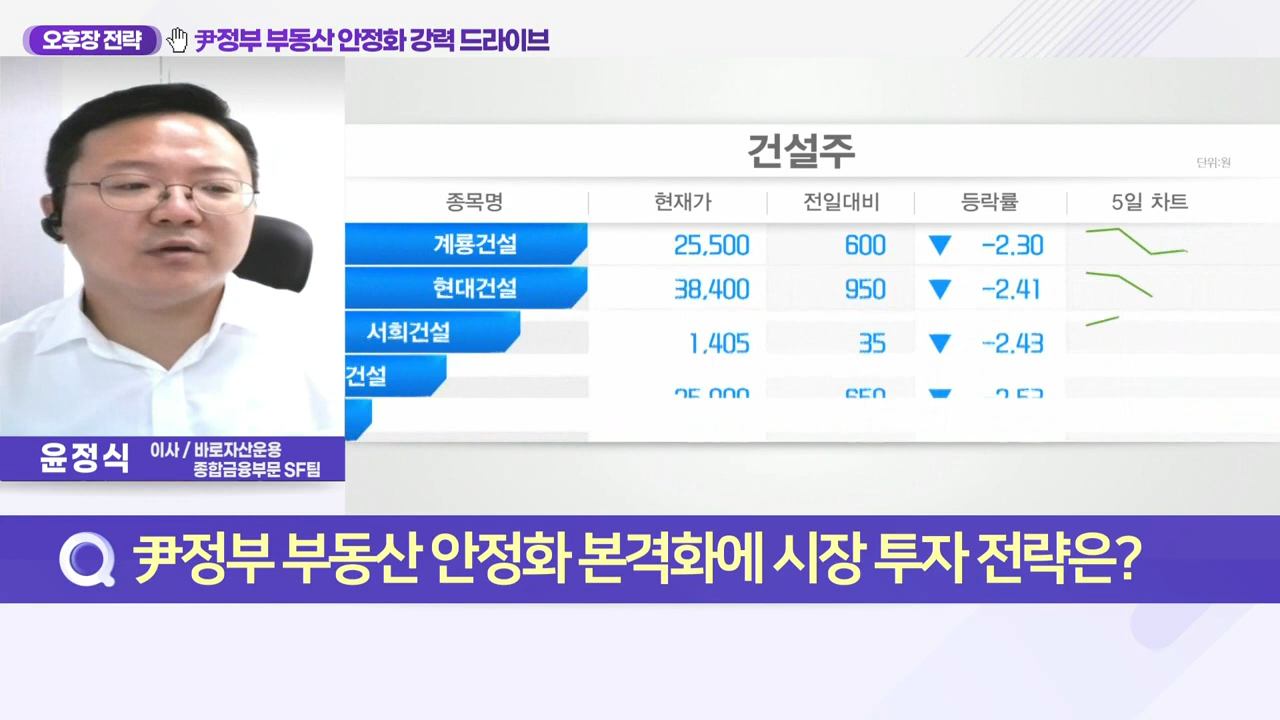 오후장 전략
尹정부 부동산 안정화 강력 드라이브
건설주
단위:원
종목명 현재가 전일대비 등락률 5일 차트
계룡건설 25,500 600 ▼ -2.30
현대건설 38,400 950 ▼ -2.41
서희건설 1,405 35 ▼ -2.43
건설
윤정식 이사 / 바로자산운용
종합금융부문 SF팀
尹정부 부동산 안정화 본격화에 시장 투자 전략은?